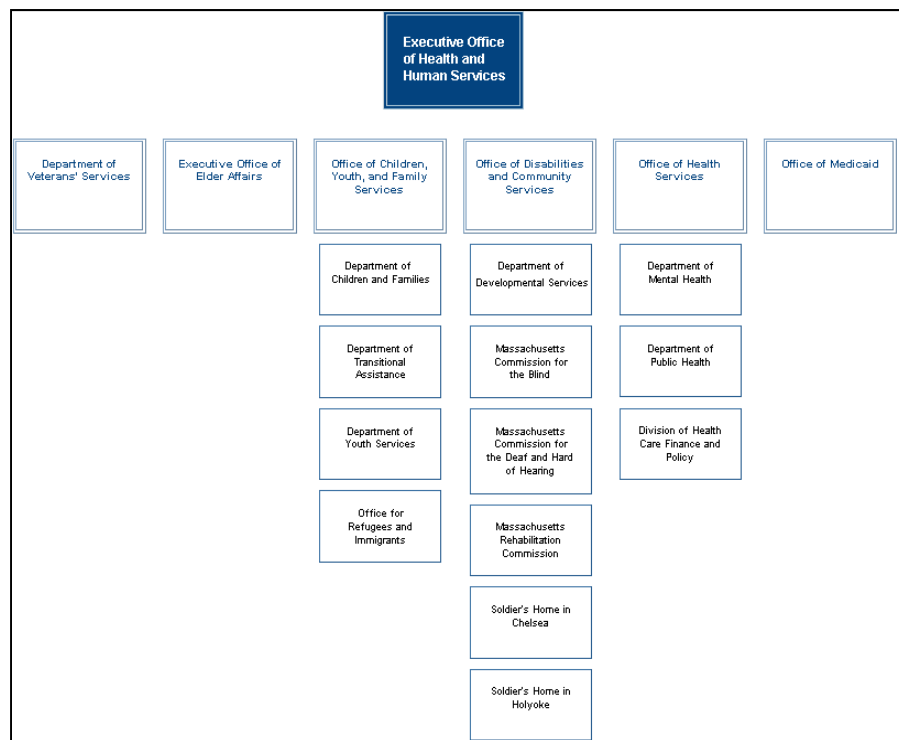 Executive Office
of Health and
Human Services
Department of
Veterans' Services
Executive Office of
Elder Affairs
Office of Children,
Youth, and Family
Services
Office of Disabilities
and Community
Services
Office of Health
Services
Office of Medicaid
Department of
Children and Families
Department of
Transitional
Assistance
Department of
Youth Services
Office for
Refugees and
Immigrants
Department of
Developmental Services
Massachusetts
Commission for
the Blind
Massachusetts
Commission for
the Deaf and Hard
of Hearing
Massachusetts
Rehabilitation
Commission
Soldier's Home in
Chelsea
Soldier's Home in
Holyoke
Department of
Mental Health
Department of
Public Health
Division of Health
Care Finance and
Policy